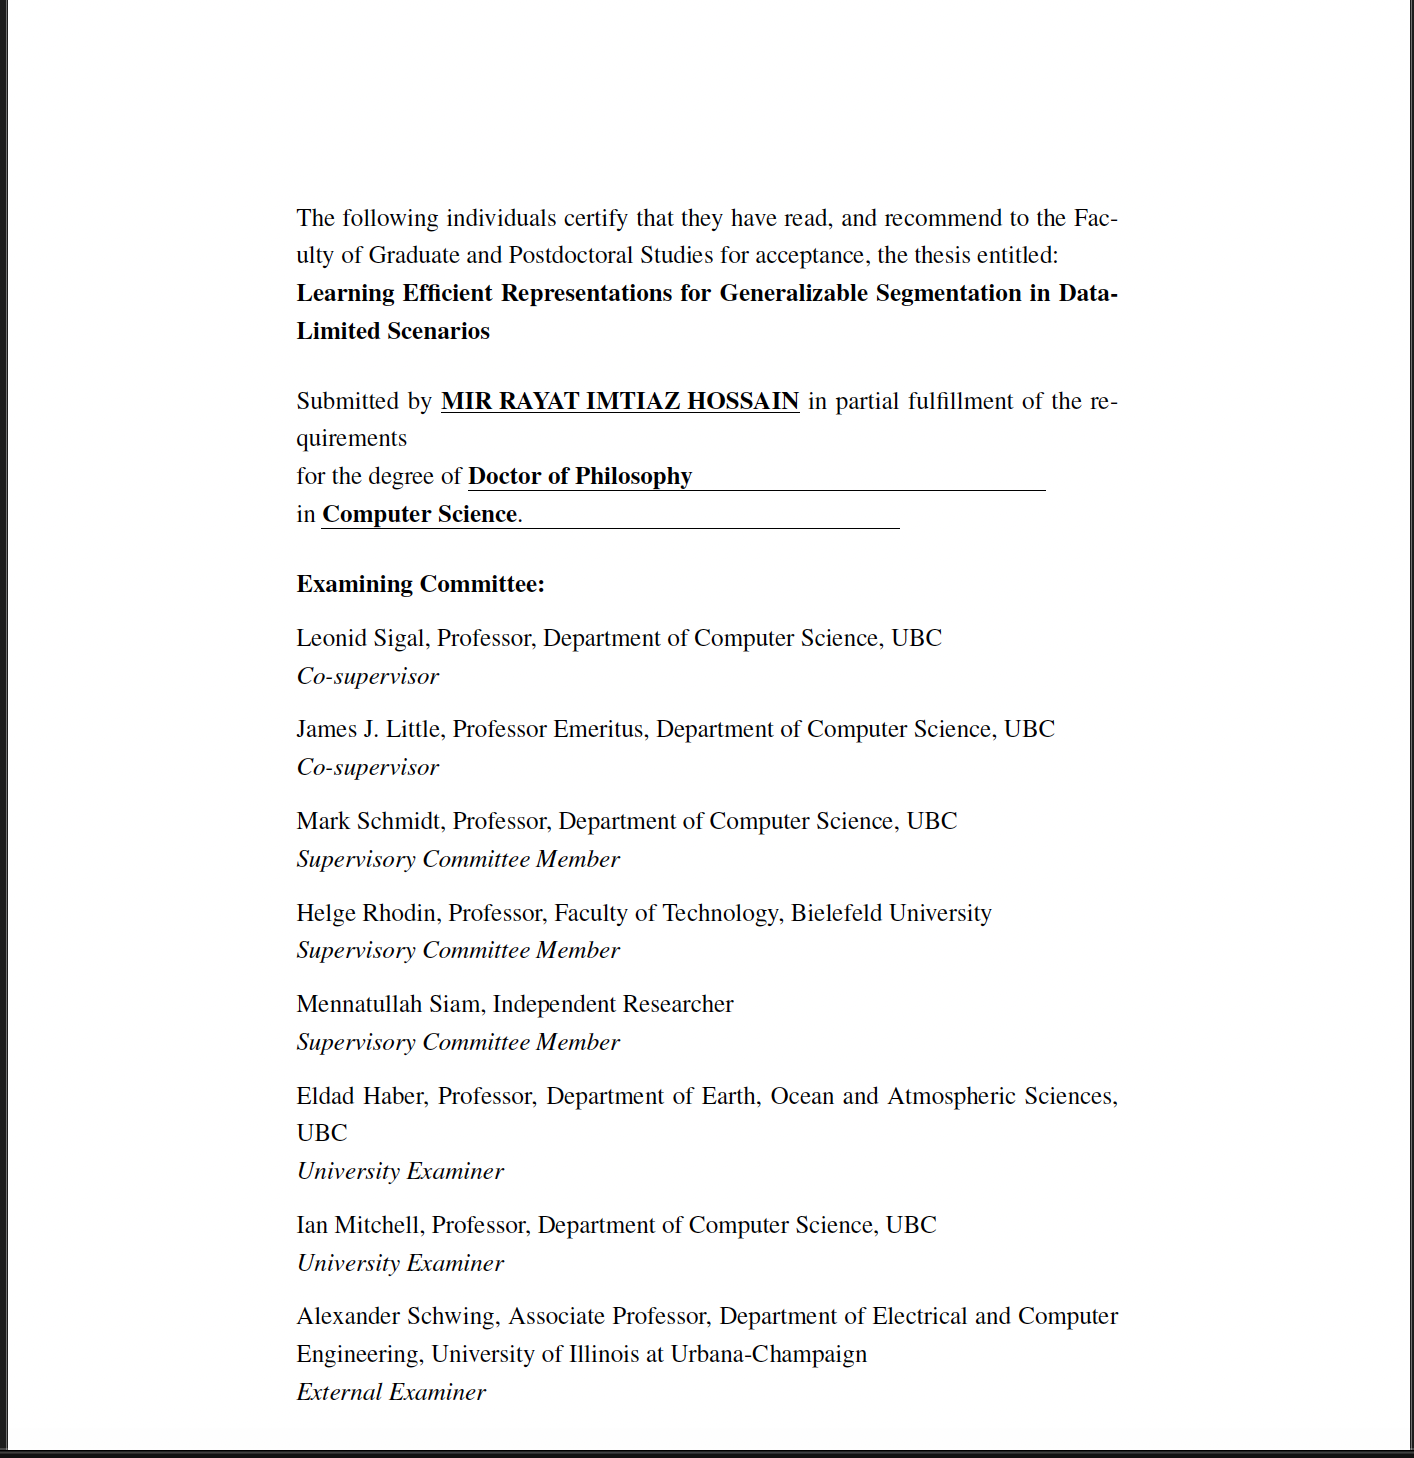 The following individuals certify that they have read, and recommend to the Fac-
ulty of Graduate and Postdoctoral Studies for acceptance, the thesis entitled:
Learning Efficient Representations for Generalizable Segmentation in Data-
Limited Scenarios
Submitted by MIR RAYAT IMTIAZ HOSSAIN in partial fulfillment of the re-
quirements
for the degree of Doctor of Philosophy
in Computer Science.
Examining Committee:
Leonid Sigal, Professor, Department of Computer Science, UBC
Co-supervisor
James J. Little, Professor Emeritus, Department of Computer Science, UBC
Co-supervisor
Mark Schmidt, Professor, Department of Computer Science, UBC
Supervisory Committee Member
Helge Rhodin, Professor, Faculty of Technology, Bielefeld University
Supervisory Committee Member
Mennatullah Siam, Independent Researcher
Supervisory Committee Member
Eldad Haber, Professor, Department of Earth, Ocean and Atmospheric Sciences,
UBC
University Examiner
Ian Mitchell, Professor, Department of Computer Science, UBC
University Examiner
Alexander Schwing, Associate Professor, Department of Electrical and Computer
Engineering, University of Illinois at Urbana-Champaign
External Examiner